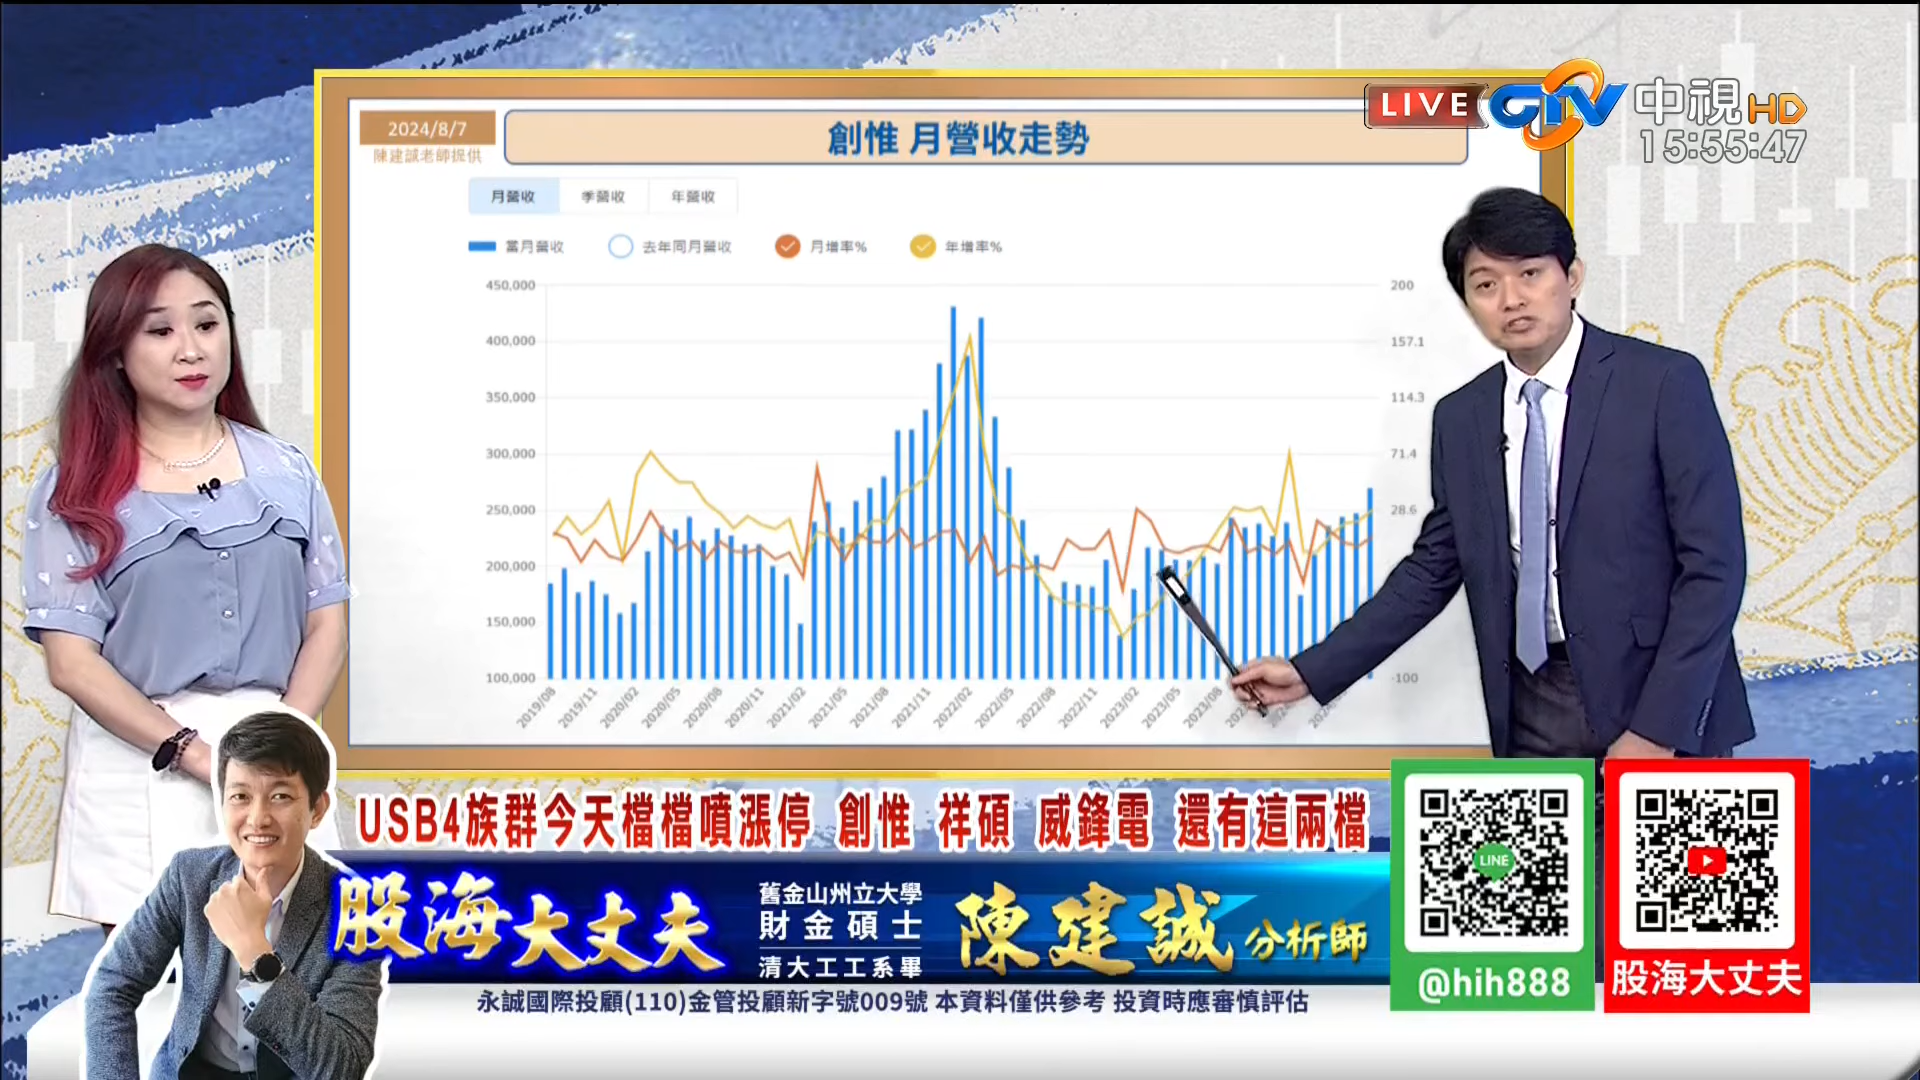 LIVE CTV 中視HD
15:55:47
2024/8/7
陳建誠老師提供
創惟 月營收走勢
月營收 季營收 年營收
當月營收 去年同月營收 月增率% 年增率%
450,000 200
400,000 157.1
350,000 114.3
300,000 71.4
250,000 28.6
200,000
150,000
100,000 -100
2019/08 2019/11 2020/02 2020/05 2020/08 2020/11 2021/02 2021/05 2021/08 2021/11 2022/02 2022/05 2022/08 2022/11 2023/02 2023/05 2023/08
USB4族群今天檔檔噴漲停 創惟 祥碩 威鋒電 還有這兩檔
股海大丈夫
舊金山州立大學
財金碩士
清大工工系畢
陳建誠 分析師
永誠國際投顧(110)金管投顧新字號009號 本資料僅供參考 投資時應審慎評估
LINE
@hih888
股海大丈夫